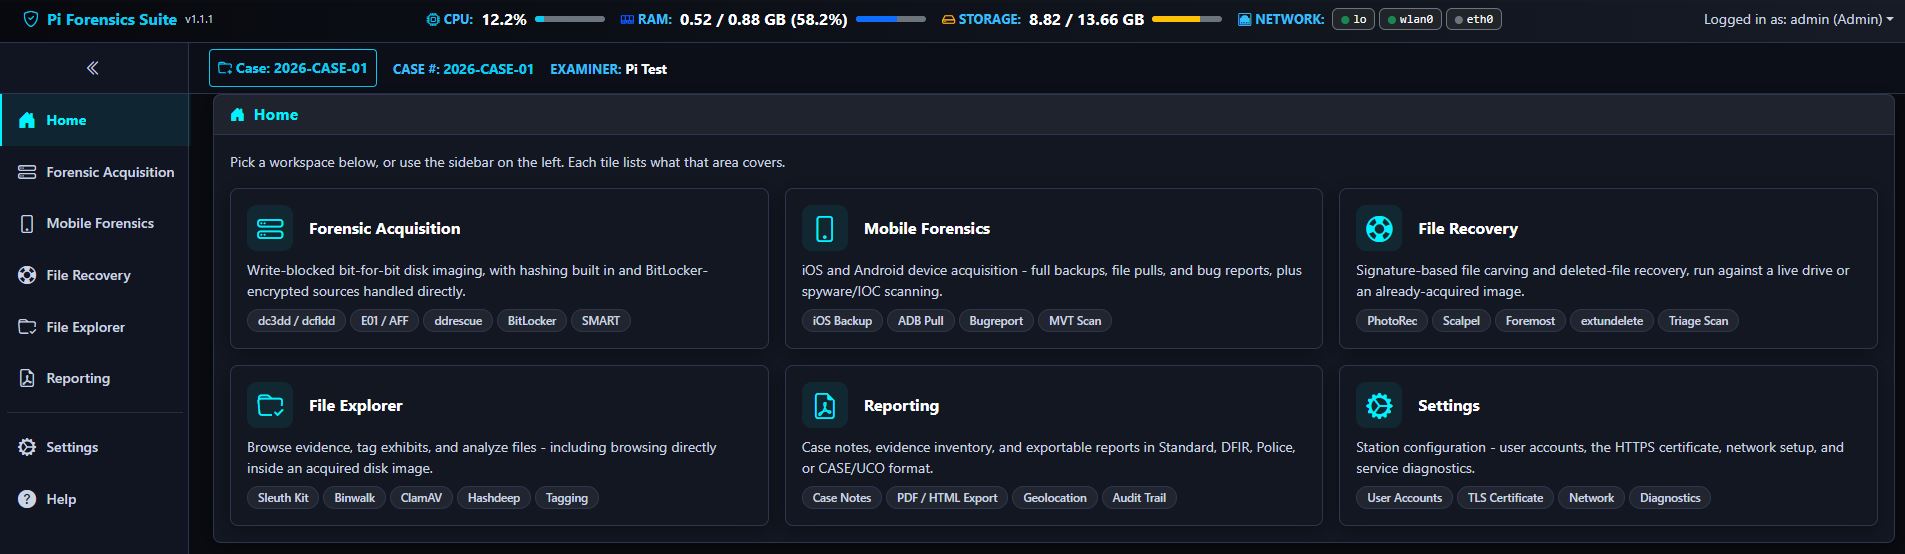 Pi Forensics Suite v1.1.1
CPU: 12.2%
RAM: 0.52 / 0.88 GB (58.2%)
STORAGE: 8.82 / 13.66 GB
NETWORK: lo wlan0 eth0
Logged in as: admin (Admin)
Case: 2026-CASE-01
CASE #: 2026-CASE-01
EXAMINER: Pi Test
Home
Forensic Acquisition
Mobile Forensics
File Recovery
File Explorer
Reporting
Settings
Help
Home
Pick a workspace below, or use the sidebar on the left. Each tile lists what that area covers.
Forensic Acquisition
Write-blocked bit-for-bit disk imaging, with hashing built in and BitLocker-
encrypted sources handled directly.
dc3dd / dcfldd E01 / AFF ddrescue BitLocker SMART
Mobile Forensics
iOS and Android device acquisition - full backups, file pulls, and bug reports, plus
spyware/IOC scanning.
iOS Backup ADB Pull Bugreport MVT Scan
File Recovery
Signature-based file carving and deleted-file recovery, run against a live drive or
an already-acquired image.
PhotoRec Scalpel Foremost extundelete Triage Scan
File Explorer
Browse evidence, tag exhibits, and analyze files - including browsing directly
inside an acquired disk image.
Sleuth Kit Binwalk ClamAV Hashdeep Tagging
Reporting
Case notes, evidence inventory, and exportable reports in Standard, DFIR, Police,
or CASE/UCO format.
Case Notes PDF / HTML Export Geolocation Audit Trail
Settings
Station configuration - user accounts, the HTTPS certificate, network setup, and
service diagnostics.
User Accounts TLS Certificate Network Diagnostics